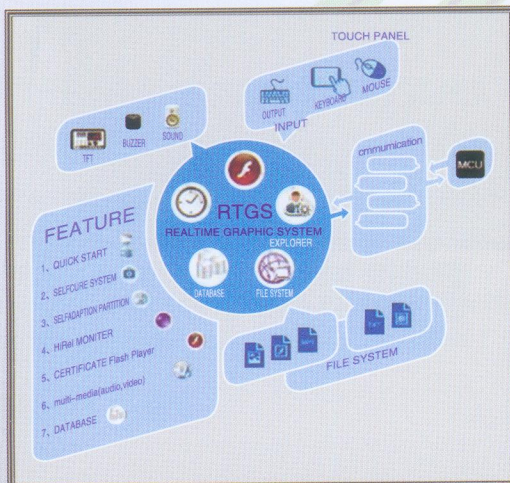 TOUCH PANEL
OUTPUT
KEYBOARD
MOUSE
INPUT
TFT
BUZZER
SOUND
cmmunication
MCU
RTGS
REALTIME GRAPHIC SYSTEM
EXPLORER
DATABASE
FILE SYSTEM
FEATURE
1、QUICK START
2、SELFCURE SYSTEM
3、SELFADAPTION PARTITION
4、HiRel MONITER
5、CERTIFICATE Flash Player
6、multi-media(audio,video)
7、DATABASE
TXT
FILE SYSTEM